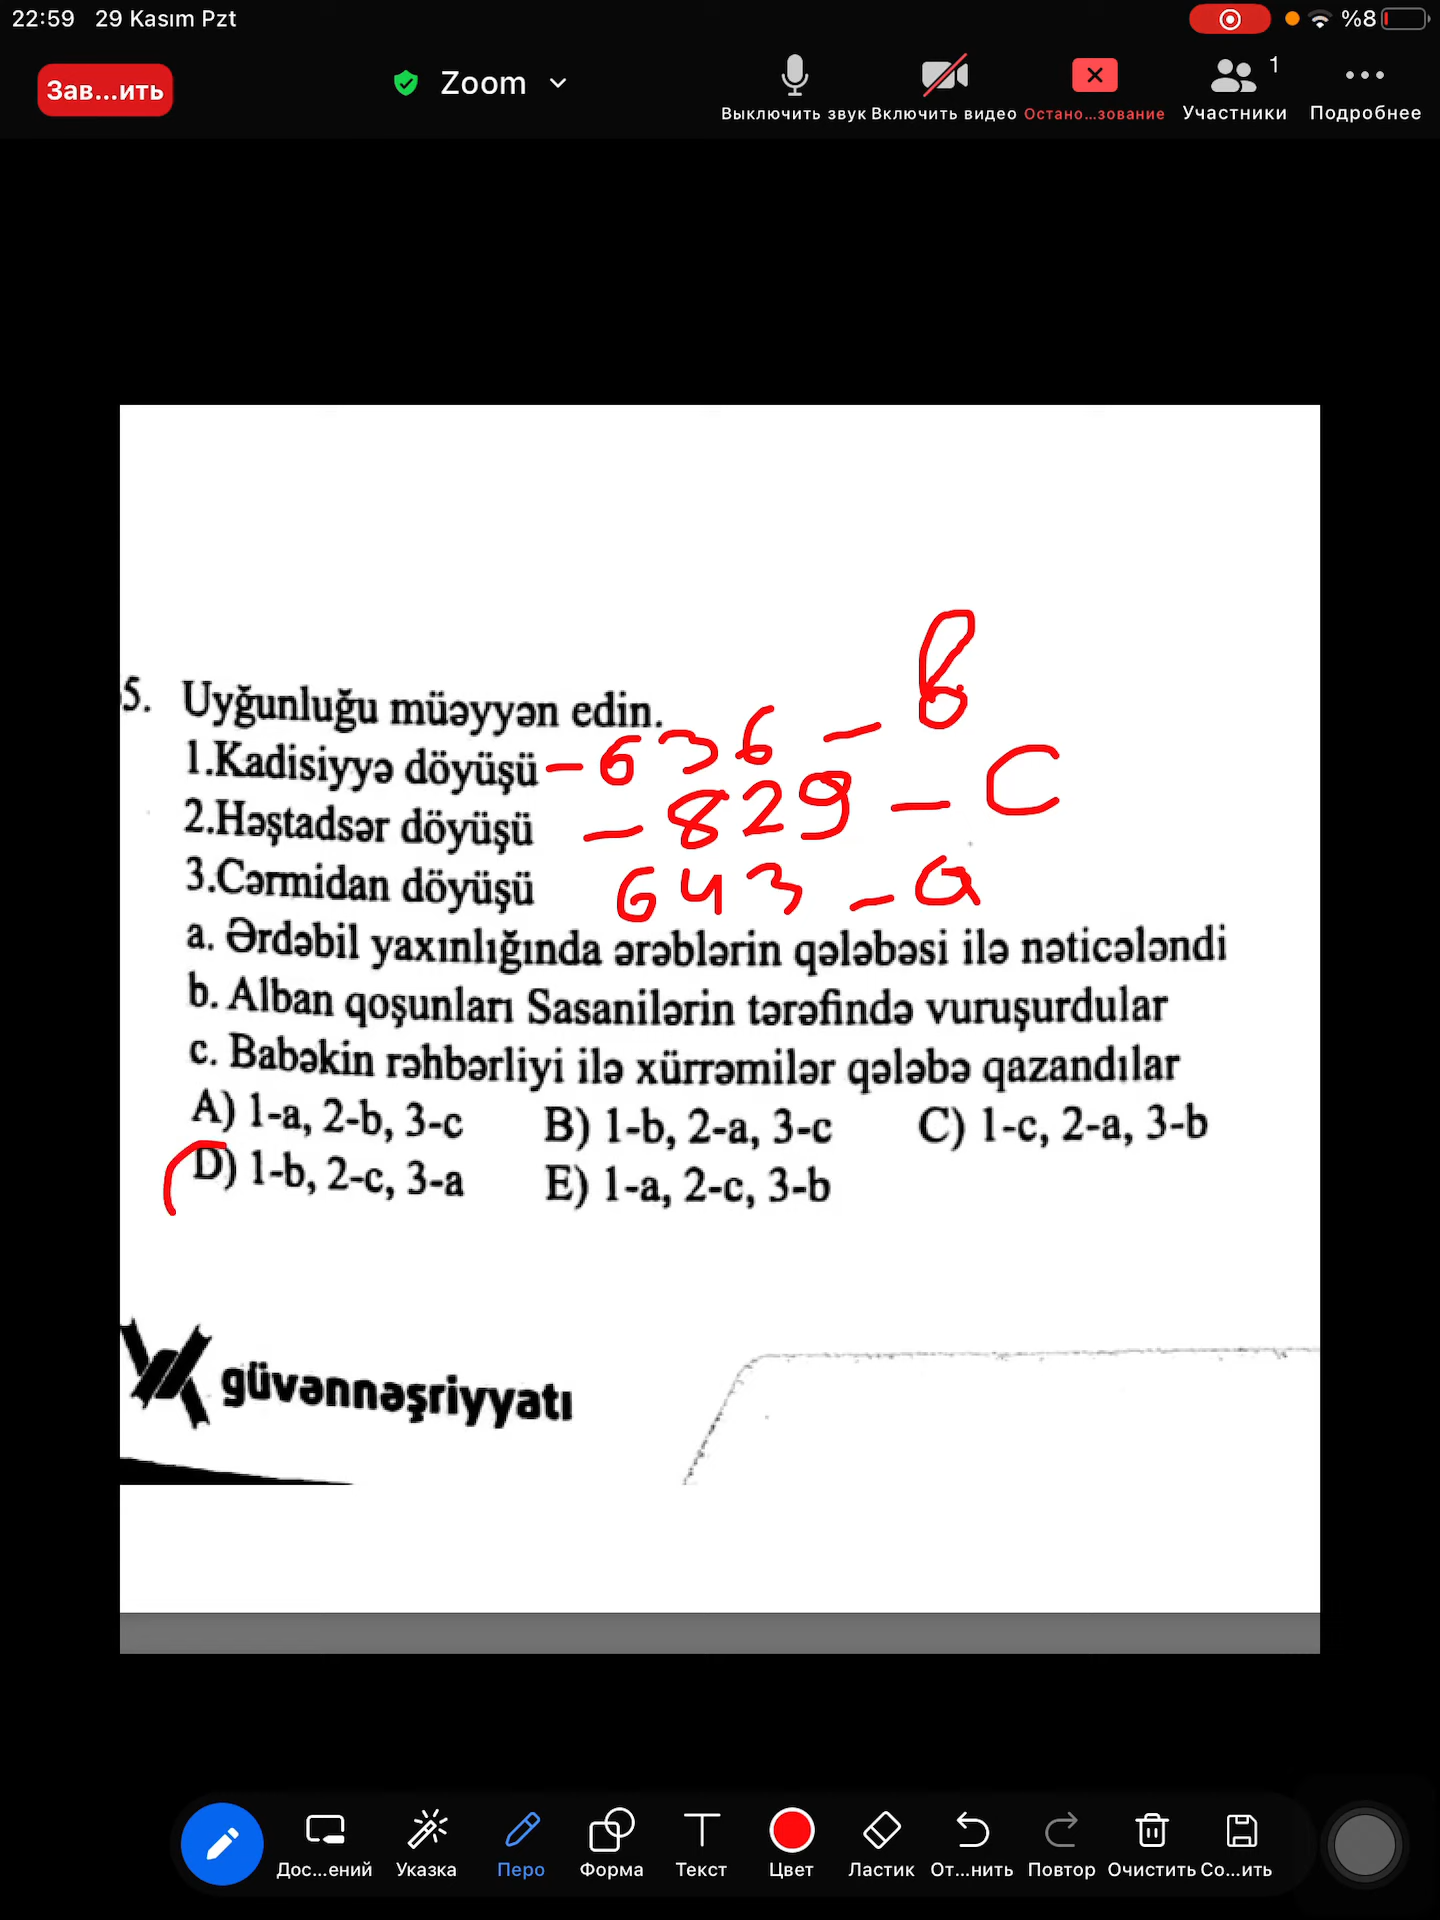 22:59 29 Kasım Pzt %8
Зав...ить Zoom 1
Выключить звук Включить видео Остано...зование Участники Подробнее
5. Uyğunluğu müəyyən edin.
1.Kadisiyyə döyüşü - 636 - b
2.Həştadsər döyüşü - 829 - C
3.Cərmidan döyüşü 643 - a
a. Ərdəbil yaxınlığında ərəblərin qələbəsi ilə nəticələndi
b. Alban qoşunları Sasanilərin tərəfində vuruşurdular
c. Babəkin rəhbərliyi ilə xürrəmilər qələbə qazandılar
A) 1-a, 2-b, 3-c B) 1-b, 2-a, 3-c C) 1-c, 2-a, 3-b
D) 1-b, 2-c, 3-a E) 1-a, 2-c, 3-b
güvənnəşriyyatı
Дос...ений Указка Перо Форма Текст Цвет Ластик От...нить Повтор Очистить Со...ить